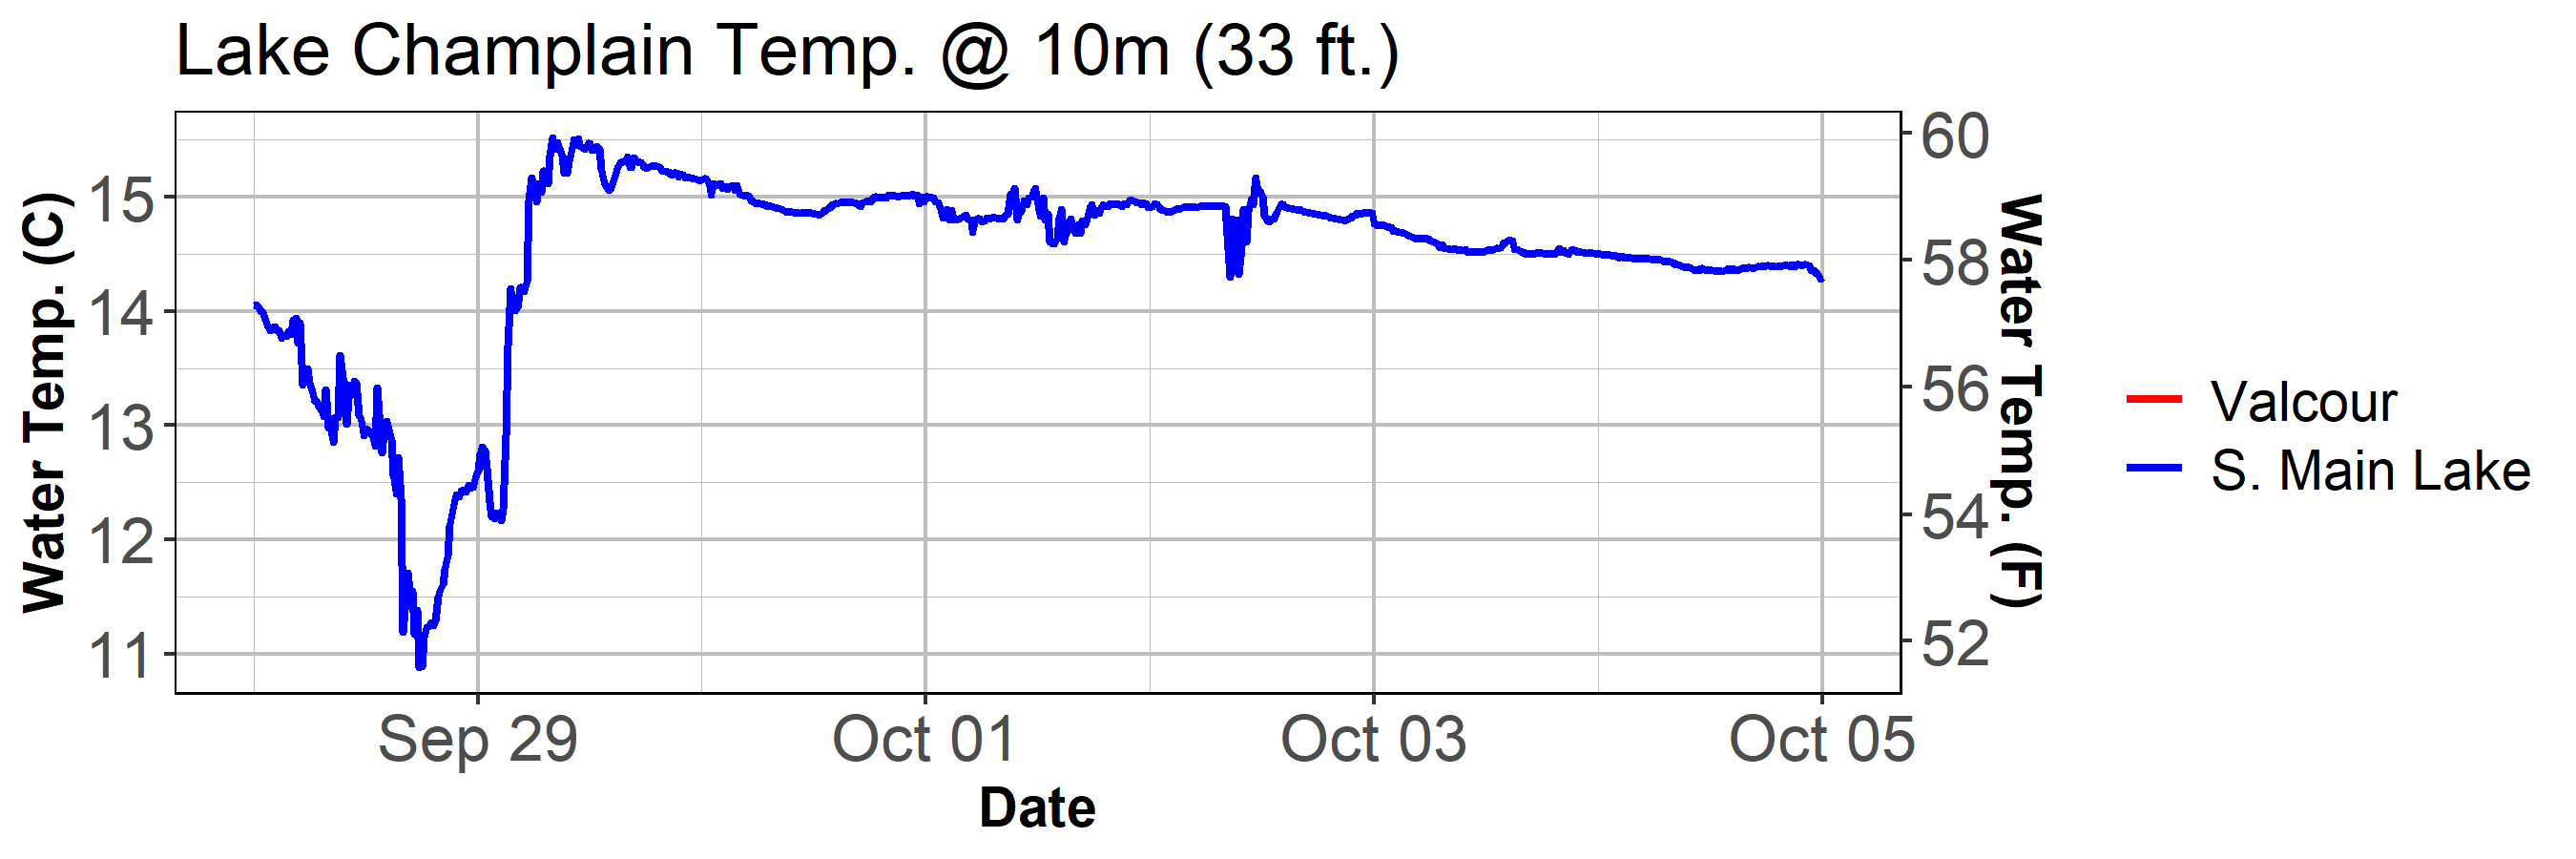 Lake Champlain Temp. @ 10m (33 ft.)
Water Temp. (C)
15
14
13
12
11
60
58
56
54
52
Water Temp. (F)
Sep 29
Oct 01
Oct 03
Oct 05
Date
Valcour
S. Main Lake